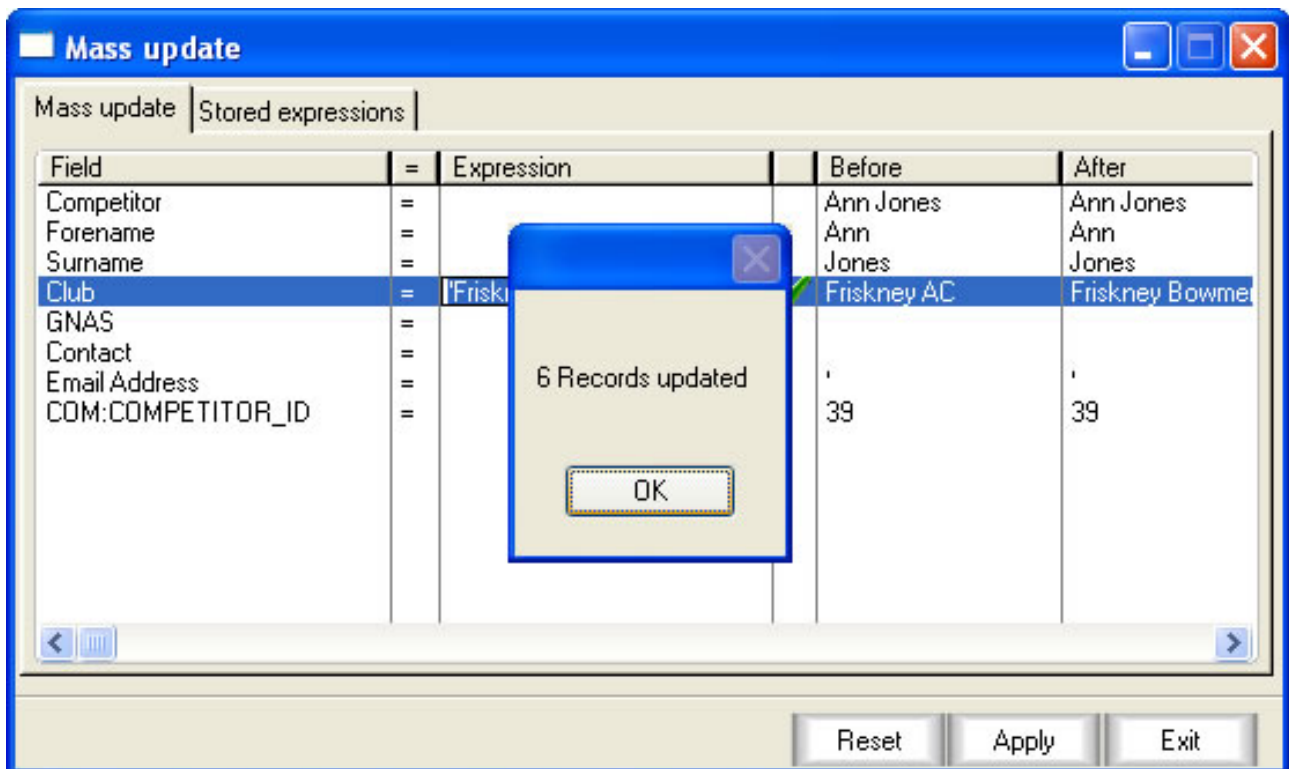 Mass update
Mass update Stored expressions
Field = Expression Before After
Competitor = Ann Jones Ann Jones
Forename = Ann Ann
Surname = Jones Jones
Club = Friskney AC Friskney Bowmen
GNAS =
Contact =
Email Address = ' '
COM:COMPETITOR_ID = 39 39
6 Records updated
OK
Reset Apply Exit